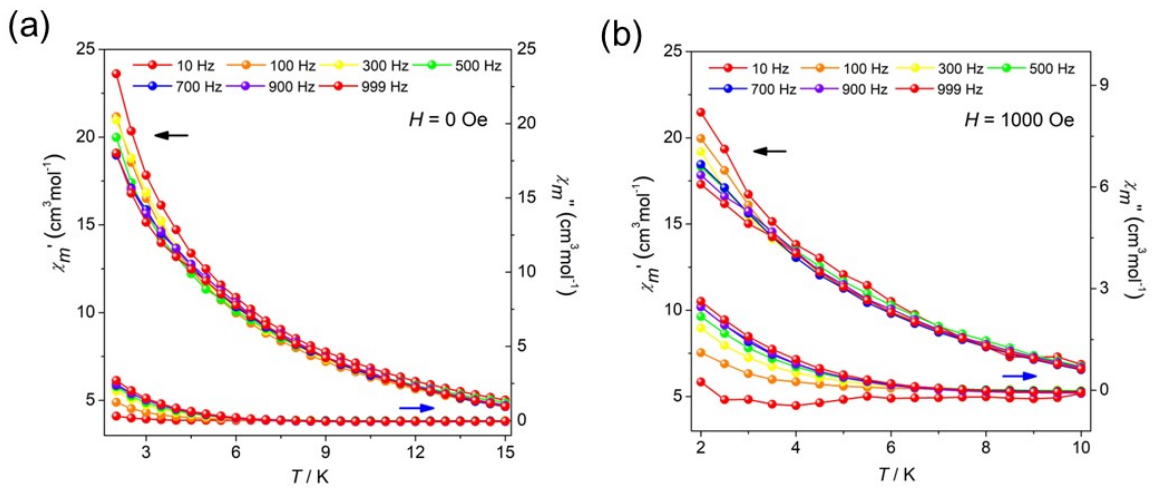 (a)
25
20
15
10
5
χm' (cm³mol⁻¹)
10 Hz 100 Hz 300 Hz 500 Hz
700 Hz 900 Hz 999 Hz
H = 0 Oe
25
20
15
10
5
0
χm'' (cm³mol⁻¹)
3 6 9 12 15
T / K
(b)
25
20
15
10
5
χm' (cm³mol⁻¹)
10 Hz 100 Hz 300 Hz 500 Hz
700 Hz 900 Hz 999 Hz
H = 1000 Oe
9
6
3
0
χm'' (cm³mol⁻¹)
2 4 6 8 10
T / K